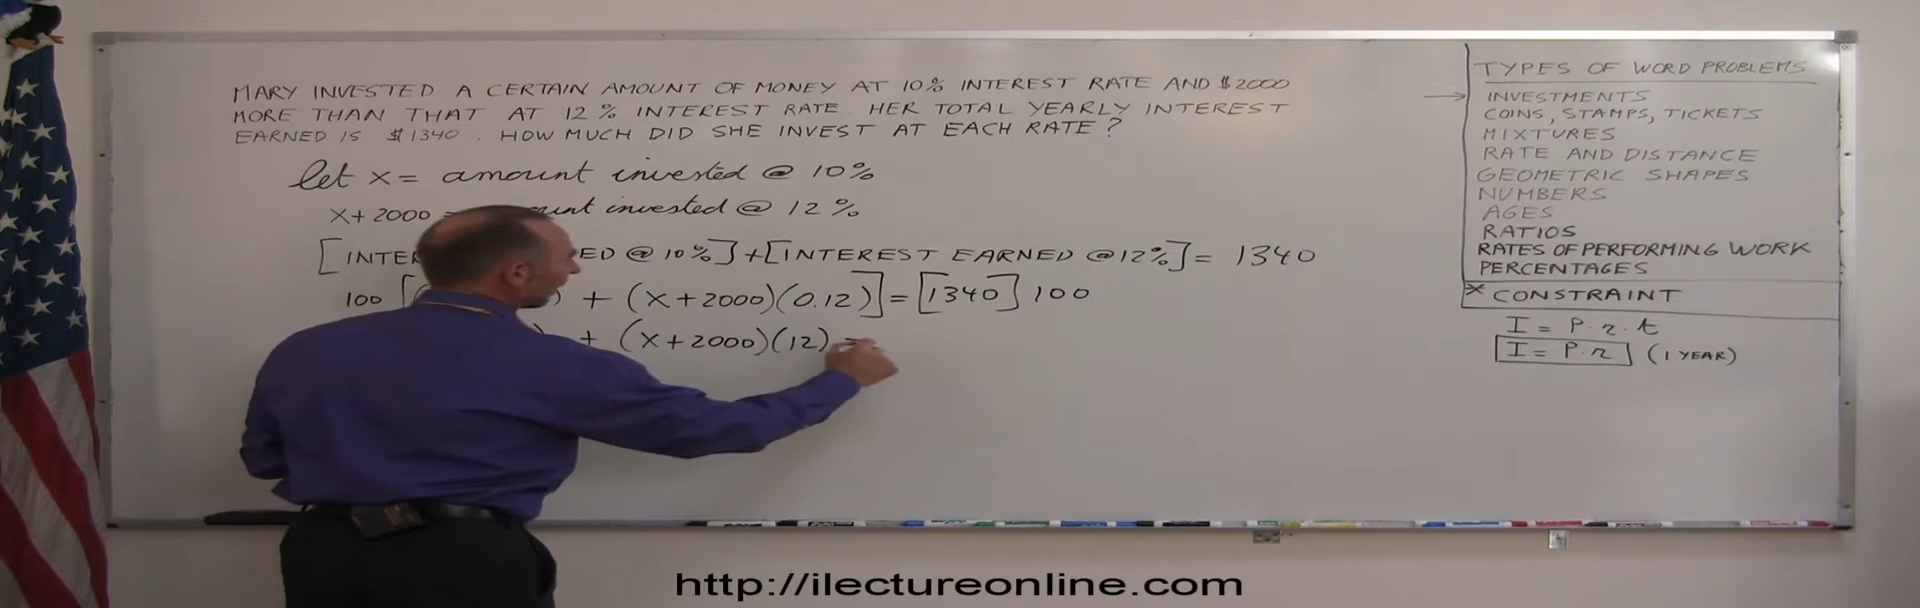 MARY INVESTED A CERTAIN AMOUNT OF MONEY AT 10% INTEREST RATE AND $2000
MORE THAN THAT AT 12% INTEREST RATE. HER TOTAL YEARLY INTEREST
EARNED IS $1340. HOW MUCH DID SHE INVEST AT EACH RATE?
let x = amount invested @ 10%
x+2000 = unt invested @ 12%
[INTER ED @ 10%] + [INTEREST EARNED @12%] = 1340
100 [( ) + (x+2000)(0.12)] = [1340] 100
) + (x+2000)(12) =
TYPES OF WORD PROBLEMS
→ INVESTMENTS
COINS, STAMPS, TICKETS
MIXTURES
RATE AND DISTANCE
GEOMETRIC SHAPES
NUMBERS
AGES
RATIOS
RATES OF PERFORMING WORK
PERCENTAGES
* CONSTRAINT
I = P.r.t
I = P.r (1 YEAR)
http://ilectureonline.com